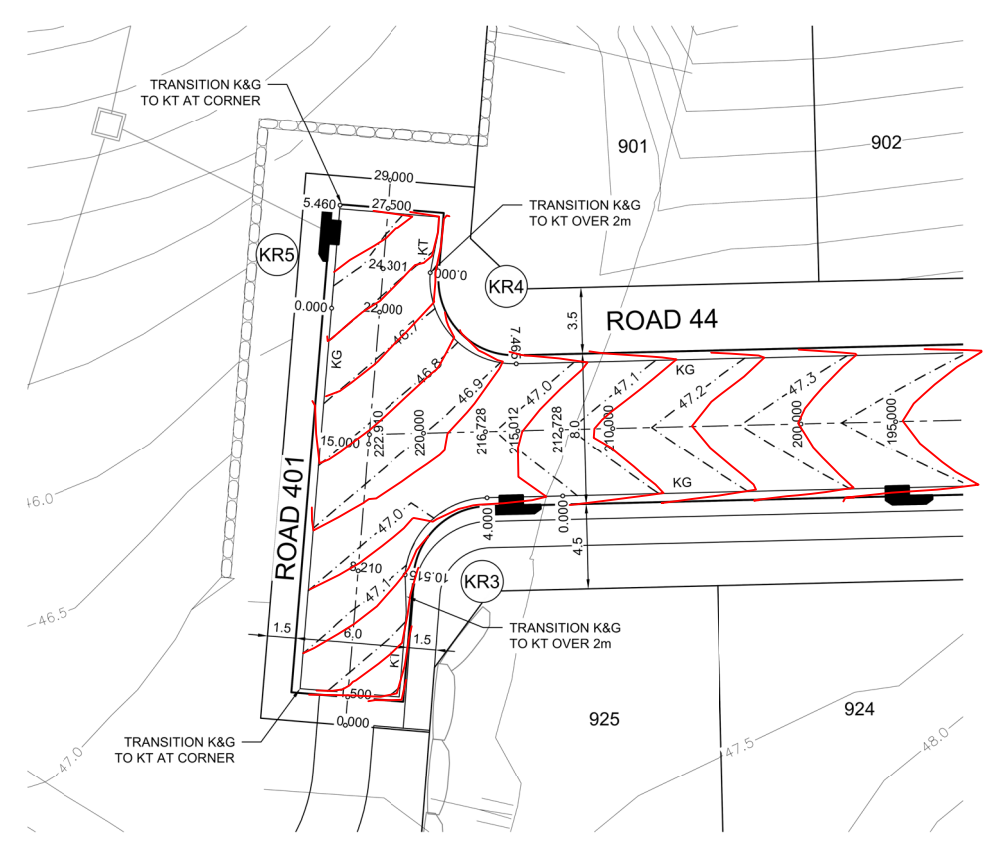 TRANSITION K&G
TO KT AT CORNER
901
902
29.000
5.460
27.500
TRANSITION K&G
TO KT OVER 2m
KT
KR5
24.301
0.000
KR4
0.000
22.000
3.5
ROAD 44
46.7
7.465
KG
46.8
KG
46.9
47.0
47.1
47.2
47.3
15.000
222.910
220.000
216.728
215.012
212.728
8.0
210.000
200.000
195.000
KG
46.0
ROAD 401
47.0
4.000
0.000
4.5
8.210
10.515
KR3
47.1
46.5
1.5
6.0
1.5
TRANSITION K&G
TO KT OVER 2m
KT
.500
0.000
925
924
TRANSITION K&G
TO KT AT CORNER
47.0
47.5
48.0